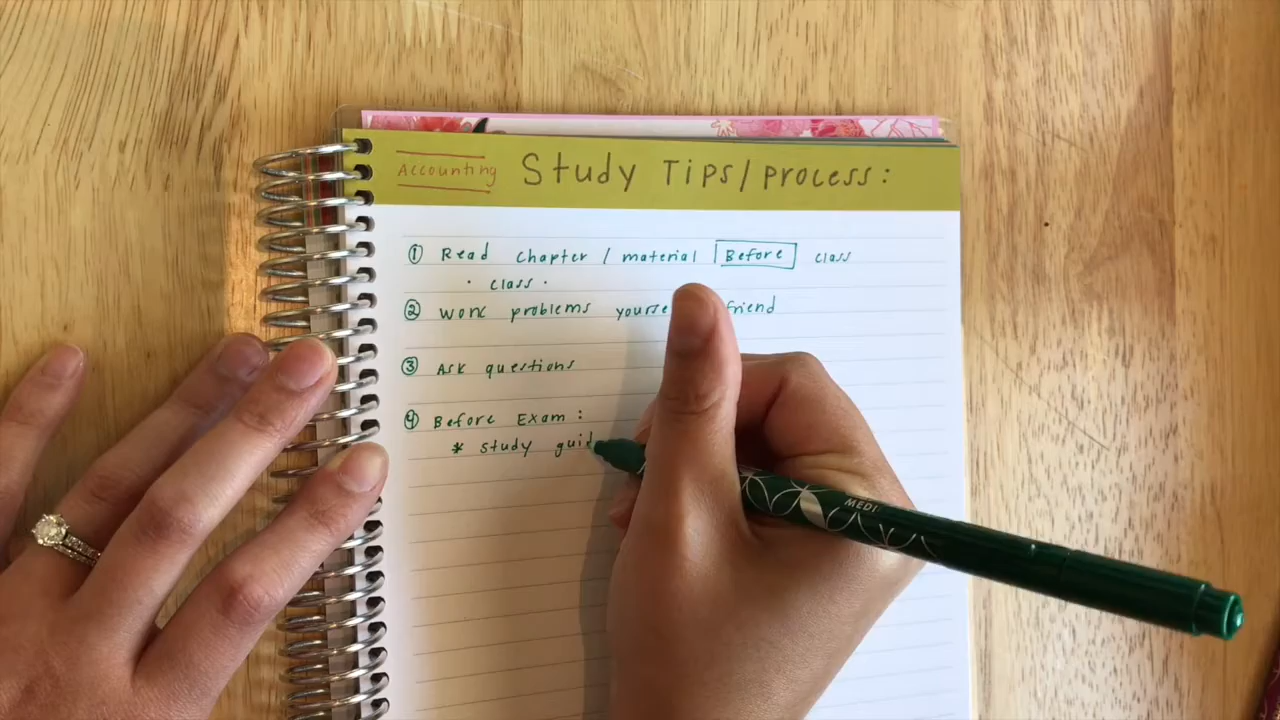 Accounting Study Tips/process:
① Read chapter / material Before class
· class ·
② work problems friend
③ Ask questions
④ Before Exam :
* study guid
MEDI